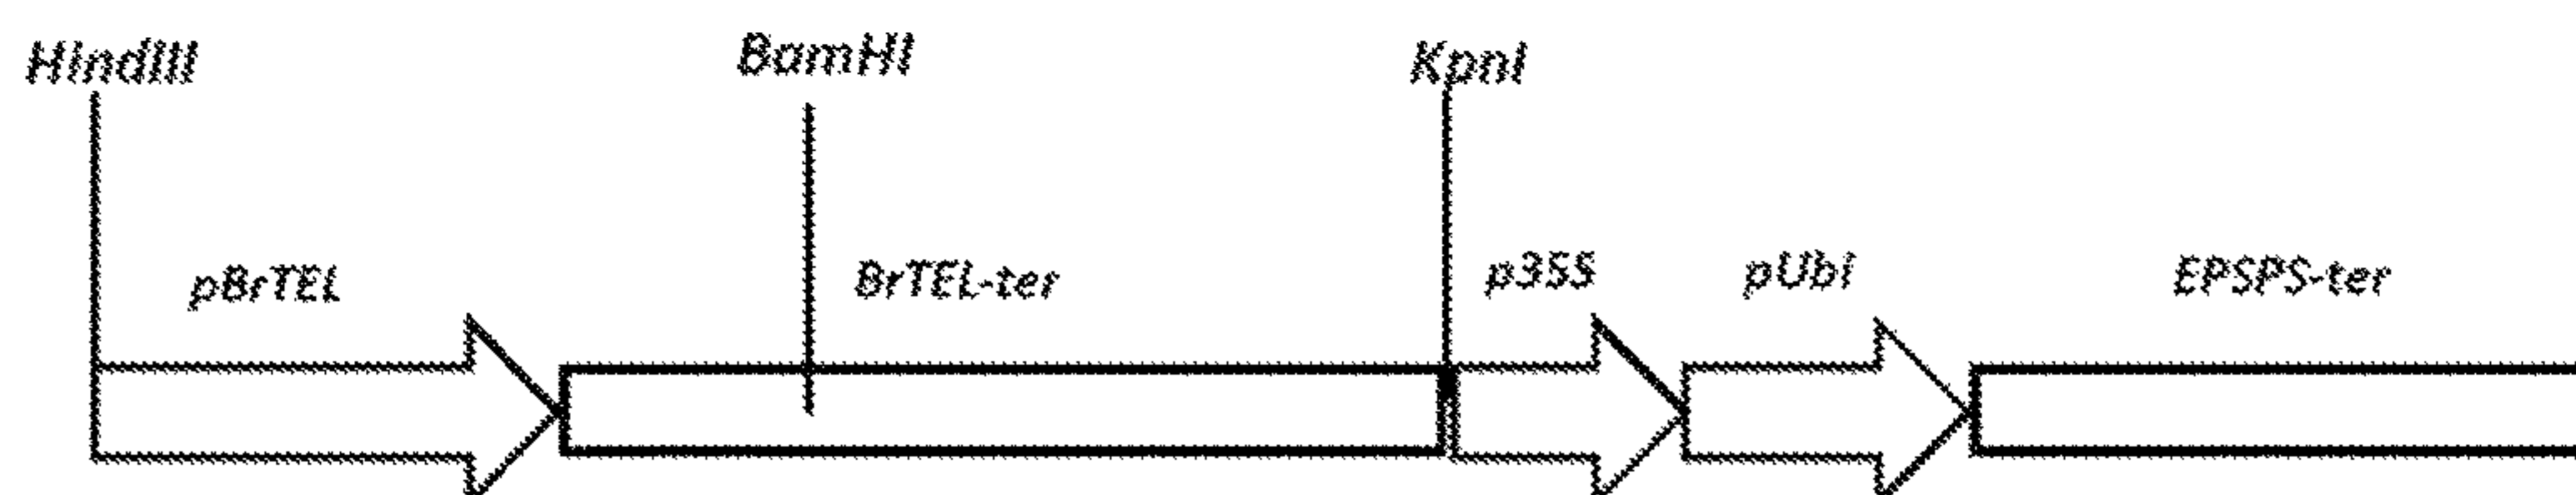 HindIII
BamHI
KpnI
pBrTEL
BrTEL-ter
p35S
pUbi
EPSPS-ter